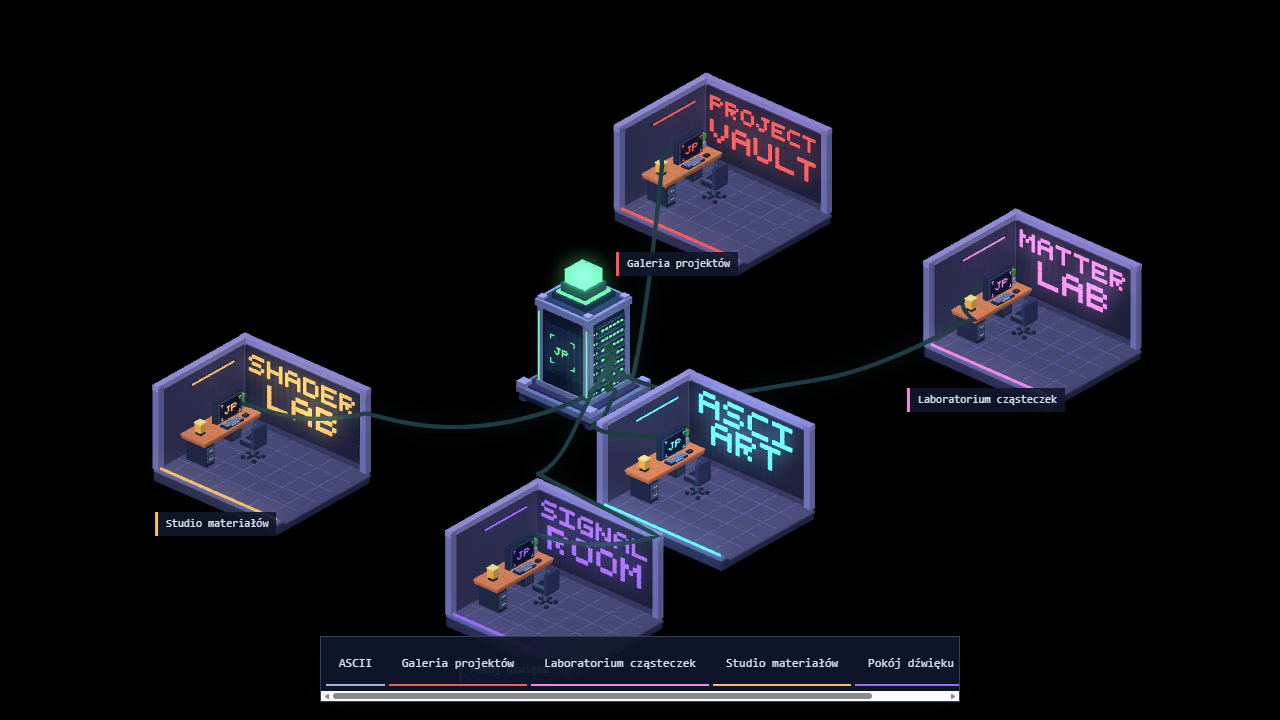 PROJECT
VAULT
JP
Galeria projektów
MATTER
LAB
JP
Laboratorium cząsteczek
JP
SHADER
LAB
JP
Studio materiałów
ASCI
ART
JP
SIGNAL
ROOM
JP
ASCII
Galeria projektów
Laboratorium cząsteczek
Studio materiałów
Pokój dźwięku